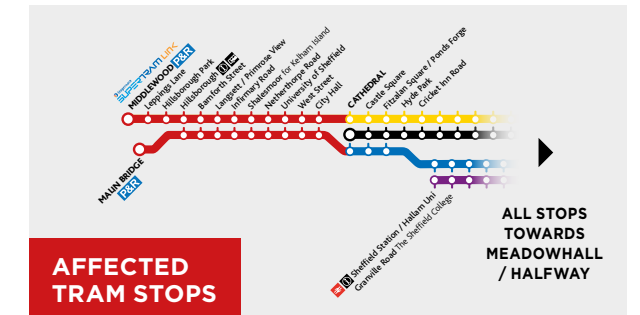 Stagecoach
SUPERTRAM LINK
MIDDLEWOOD P&R
Leppings Lane
Hillsborough Park
Hillsborough
Bamforth Street
Langsett / Primrose View
Infirmary Road
Shalesmoor for Kelham Island
Netherthorpe Road
University of Sheffield
West Street
City Hall
CATHEDRAL
Castle Square
Fitzalan Square / Ponds Forge
Hyde Park
Cricket Inn Road
MALIN BRIDGE
P&R
Sheffield Station / Hallam Uni
Granville Road The Sheffield College
ALL STOPS
TOWARDS
MEADOWHALL
/ HALFWAY
AFFECTED
TRAM STOPS